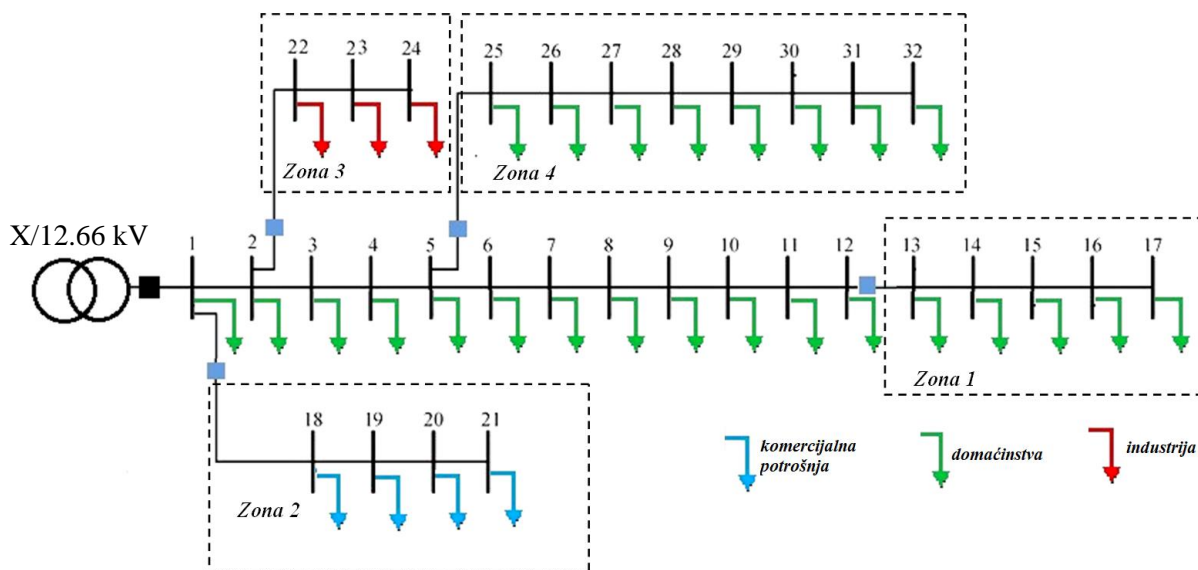 22 23 24
25 26 27 28 29 30 31 32
Zona 3
Zona 4
X/12.66 kV
1 2 3 4 5 6 7 8 9 10 11 12 13 14 15 16 17
Zona 1
18 19 20 21
Zona 2
komercijalna
potrošnja
domaćinstva
industrija